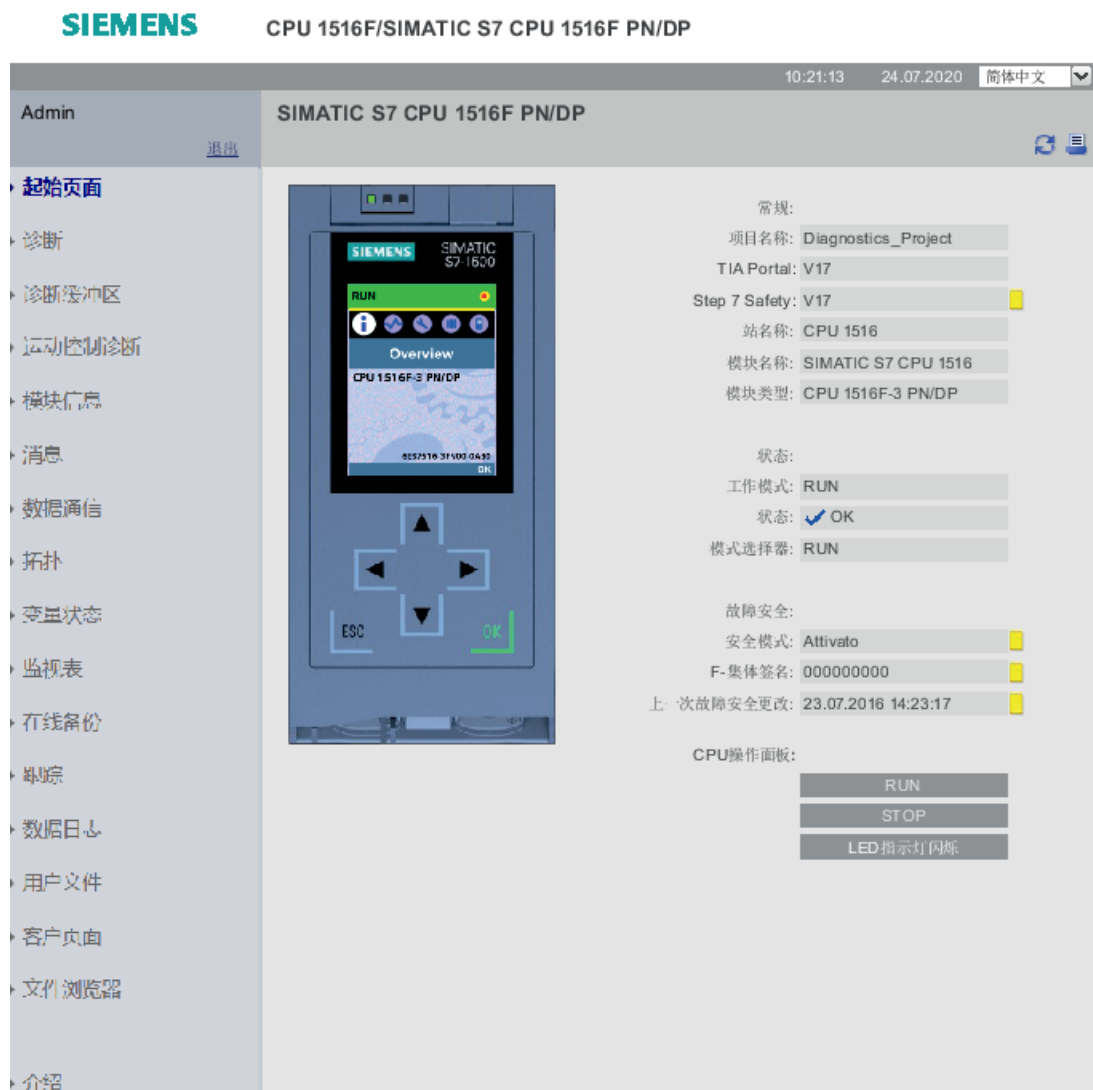 SIEMENS
CPU 1516F/SIMATIC S7 CPU 1516F PN/DP
10:21:13 24.07.2020 简体中文
Admin
退出
SIMATIC S7 CPU 1516F PN/DP
起始页面
诊断
诊断缓冲区
运动控制诊断
模块信息
消息
数据通信
拓扑
变量状态
监视表
在线备份
跟踪
数据日志
用户文件
客户页面
文件浏览器
介绍
SIEMENS
SIMATIC
S7-1500
RUN
Overview
CPU 1516F-3 PN/DP
OK
ESC
OK
常规:
项目名称: Diagnostics_Project
TIA Portal: V17
Step 7 Safety: V17
站名称: CPU 1516
模块名称: SIMATIC S7 CPU 1516
模块类型: CPU 1516F-3 PN/DP
状态:
工作模式: RUN
状态: OK
模式选择器: RUN
故障安全:
安全模式: Attivato
F-集体签名: 000000000
上一次故障安全更改: 23.07.2016 14:23:17
CPU操作面板:
RUN
STOP
LED指示灯闪烁